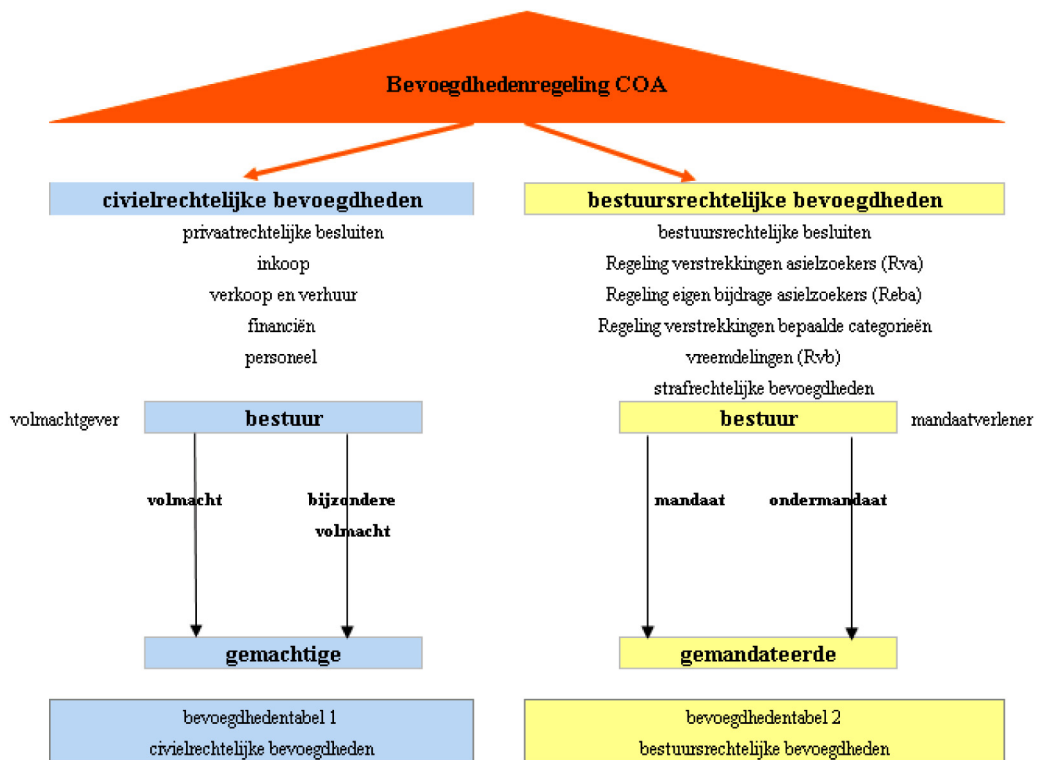 Bevoegdhedenregeling COA
civielrechtelijke bevoegdheden
privaatrechtelijke besluiten
inkoop
verkoop en verhuur
financiën
personeel
volmachtgever
bestuur
volmacht
bijzondere
volmacht
gemachtige
bevoegdhedentabel 1
civielrechtelijke bevoegdheden
bestuursrechtelijke bevoegdheden
bestuursrechtelijke besluiten
Regeling verstrekkingen asielzoekers (Rva)
Regeling eigen bijdrage asielzoekers (Reba)
Regeling verstrekkingen bepaalde categorieën
vreemdelingen (Rvb)
strafrechtelijke bevoegdheden
bestuur
mandaatverlener
mandaat
ondermandaat
gemandateerde
bevoegdhedentabel 2
bestuursrechtelijke bevoegdheden